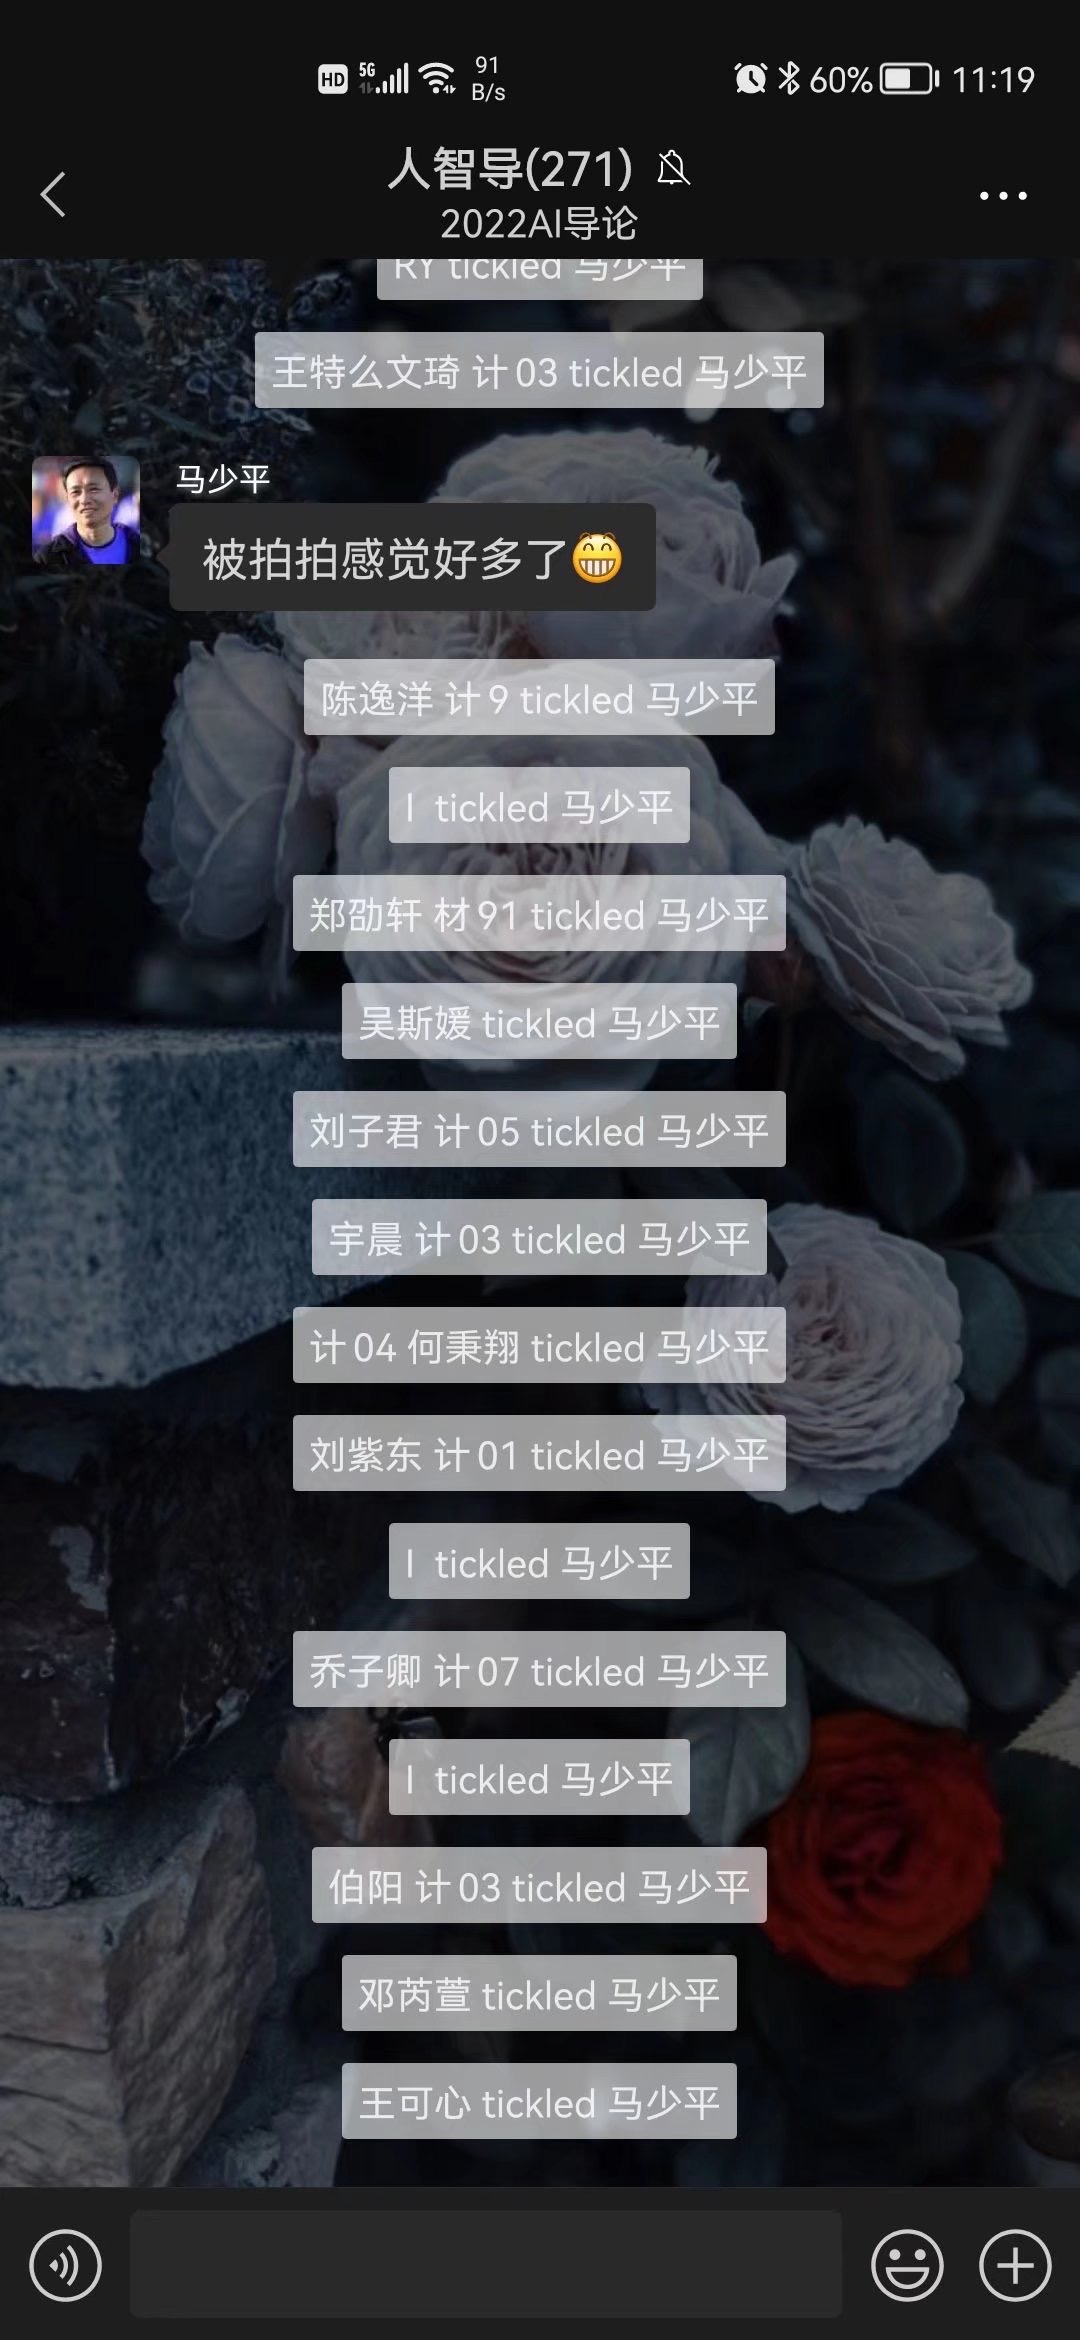 HD 5G 91 B/s 60% 11:19
人智导(271)
2022AI导论
RY tickled 马少平
王特么文琦 计03 tickled 马少平
马少平
被拍拍感觉好多了😁
陈逸洋 计9 tickled 马少平
I tickled 马少平
郑劭轩 材91 tickled 马少平
吴斯媛 tickled 马少平
刘子君 计05 tickled 马少平
宇晨 计03 tickled 马少平
计04 何秉翔 tickled 马少平
刘紫东 计01 tickled 马少平
I tickled 马少平
乔子卿 计07 tickled 马少平
I tickled 马少平
伯阳 计03 tickled 马少平
邓芮萱 tickled 马少平
王可心 tickled 马少平